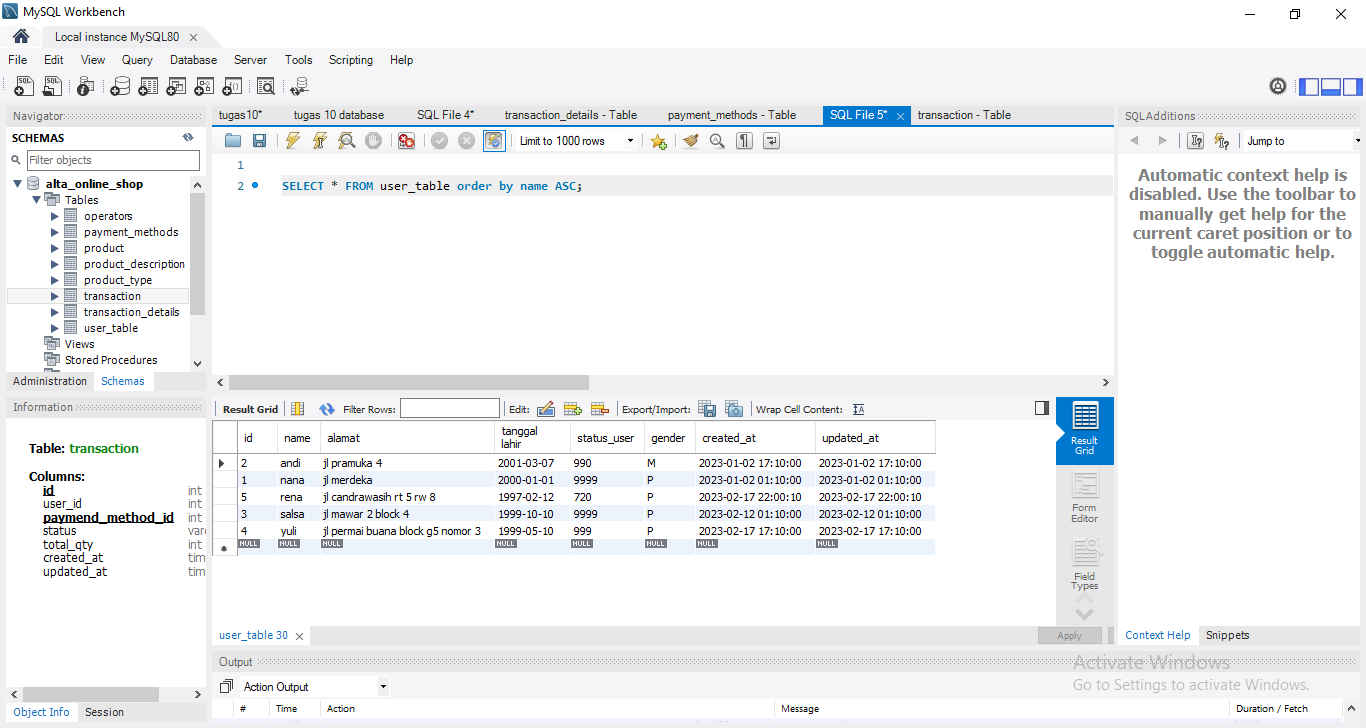 MySQL Workbench
Local instance MySQL80
File Edit View Query Database Server Tools Scripting Help
Navigator
SCHEMAS
Filter objects
alta_online_shop
Tables
operators
payment_methods
product
product_description
product_type
transaction
transaction_details
user_table
Views
Stored Procedures
Administration Schemas
Information
Table: transaction
Columns:
id int
user_id int
paymend_method_id int
status varc
total_qty int
created_at tim
updated_at tim
Object Info Session
tugas10* tugas 10 database SQL File 4* transaction_details - Table payment_methods - Table SQL File 5* transaction - Table
Limit to 1000 rows
1
2 SELECT * FROM user_table order by name ASC;
Result Grid Filter Rows: Edit: Export/Import: Wrap Cell Content:
id name alamat tanggal lahir status_user gender created_at updated_at
2 andi jl pramuka 4 2001-03-07 990 M 2023-01-02 17:10:00 2023-01-02 17:10:00
1 nana jl merdeka 2000-01-01 9999 P 2023-01-02 01:10:00 2023-01-02 01:10:00
5 rena jl candrawasih rt 5 rw 8 1997-02-12 720 P 2023-02-17 22:00:10 2023-02-17 22:00:10
3 salsa jl mawar 2 block 4 1999-10-10 9999 P 2023-02-12 01:10:00 2023-02-12 01:10:00
4 yuli jl permai buana block g5 nomor 3 1999-05-10 999 P 2023-02-17 17:10:00 2023-02-17 17:10:00
NULL NULL NULL NULL NULL NULL NULL NULL
Result Grid
Form Editor
Field Types
user_table 30
Apply
Output
Action Output
# Time Action Message Duration / Fetch
SQLAdditions
Jump to
Automatic context help is
disabled. Use the toolbar to
manually get help for the
current caret position or to
toggle automatic help.
Context Help Snippets
Activate Windows
Go to Settings to activate Windows.